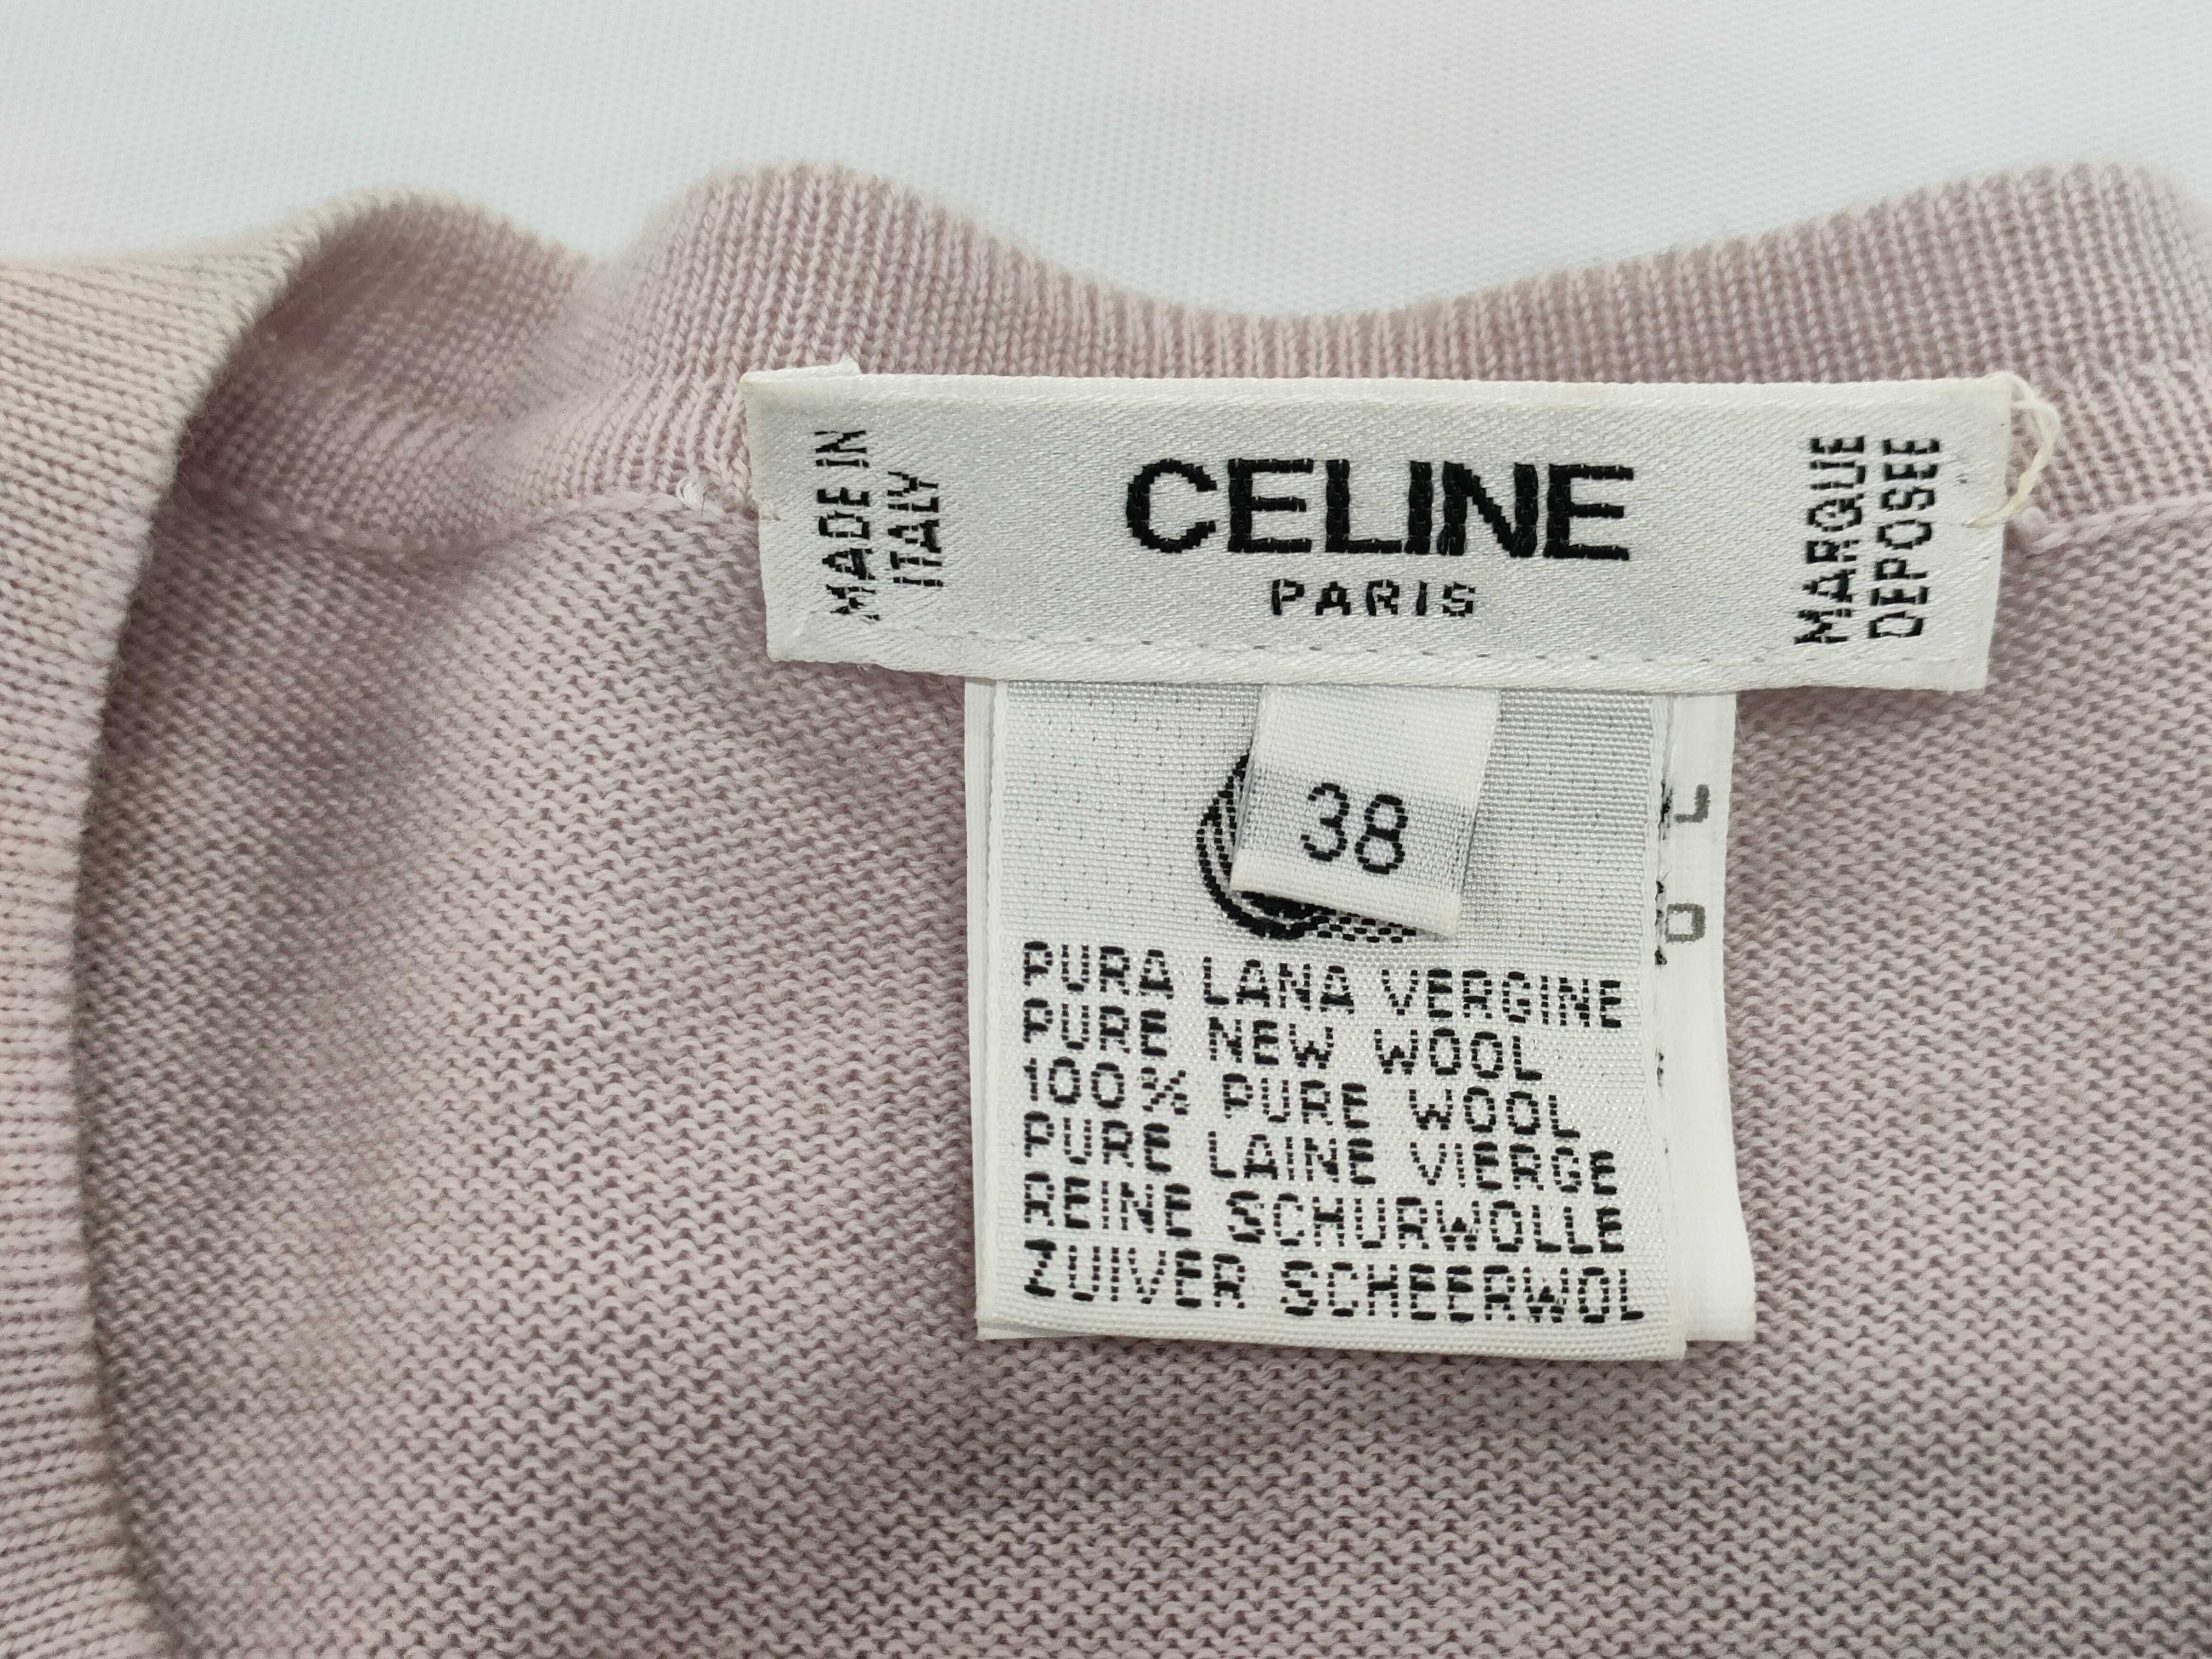 MADE IN
ITALY
CELINE
PARIS
MARQUE
DEPOSEE
38
PURA LANA VERGINE
PURE NEW WOOL
100% PURE WOOL
PURE LAINE VIERGE
REINE SCHURWOLLE
ZUIVER SCHEERWOL